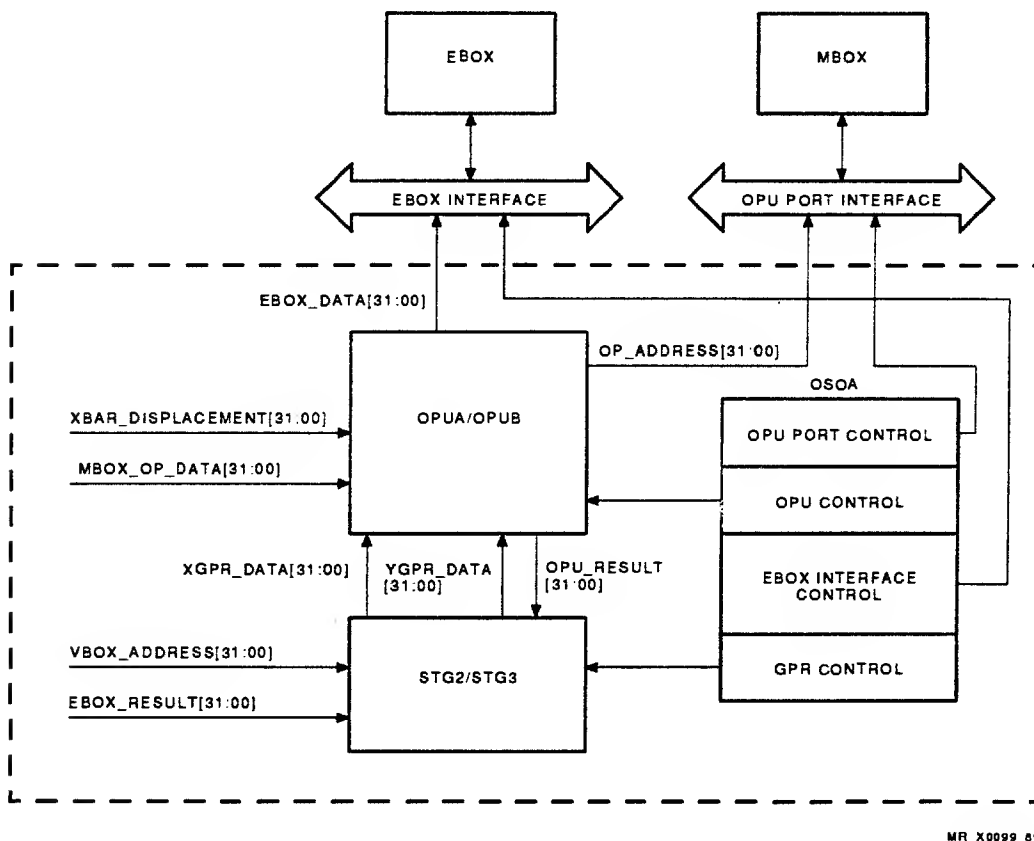 EBOX
MBOX
EBOX INTERFACE
OPU PORT INTERFACE
EBOX_DATA[31:00]
OP_ADDRESS[31:00]
OSOA
XBAR_DISPLACEMENT[31:00]
OPUA/OPUB
OPU PORT CONTROL
MBOX_OP_DATA[31:00]
OPU CONTROL
XGPR_DATA[31:00]
YGPR_DATA
[31:00]
OPU_RESULT
[31:00]
EBOX INTERFACE
CONTROL
VBOX_ADDRESS[31:00]
STG2/STG3
GPR CONTROL
EBOX_RESULT[31:00]
MR X0099